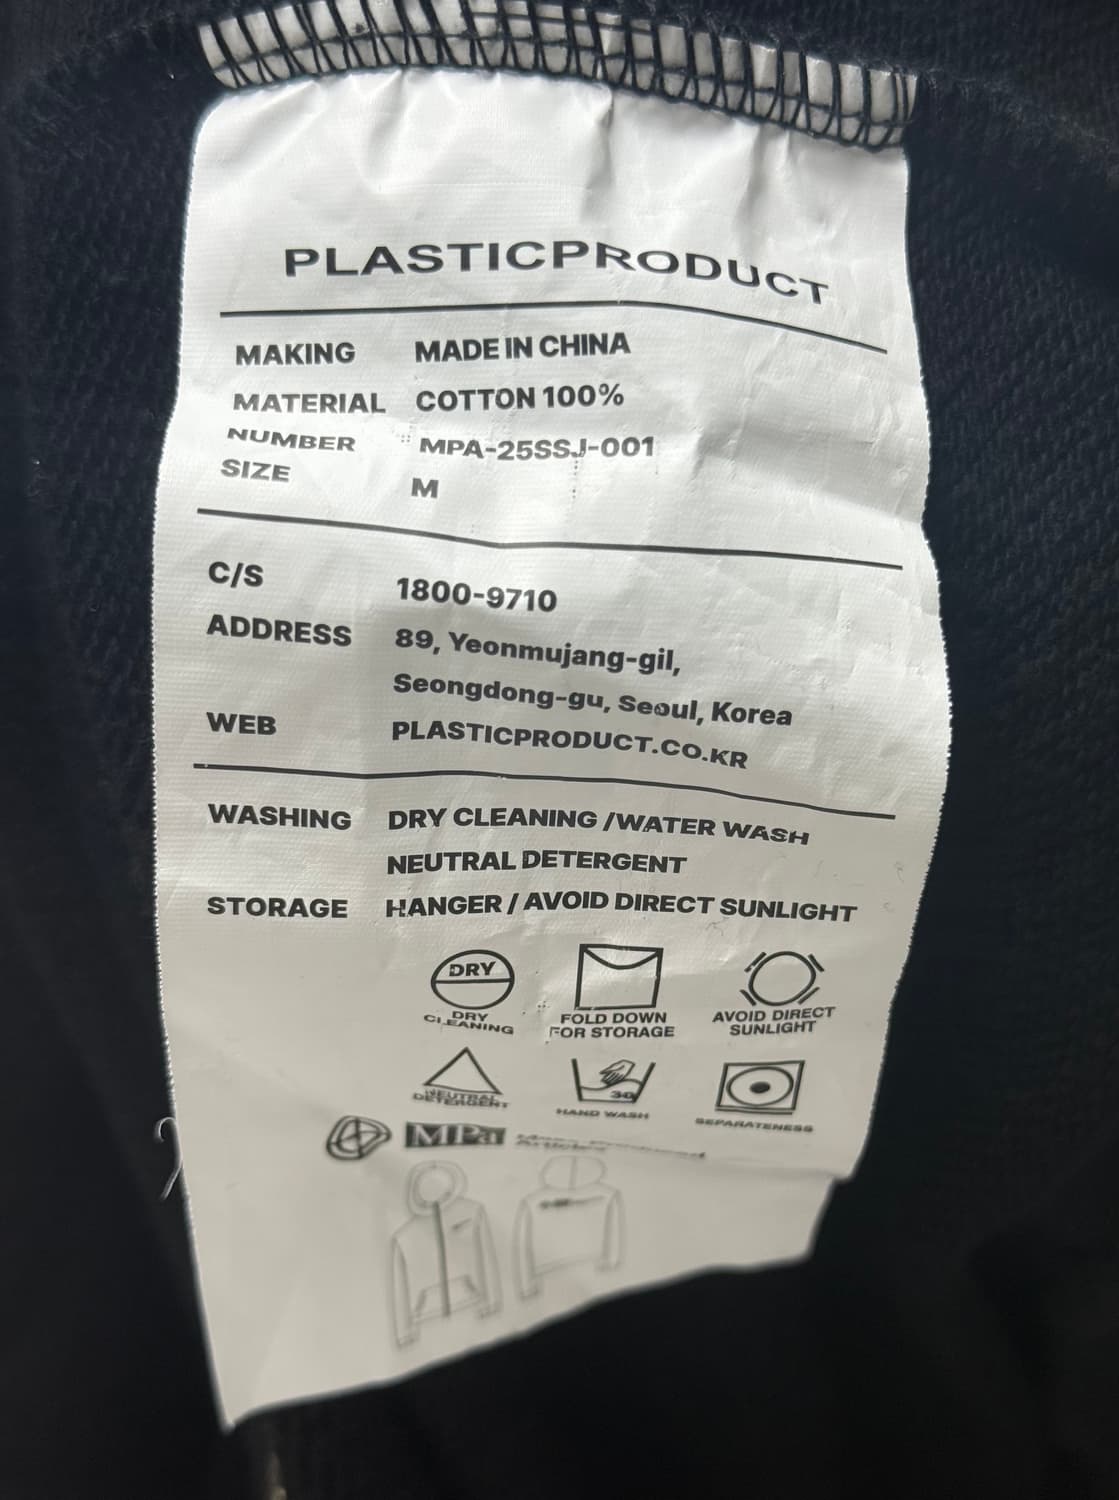 PLASTICPRODUCT
MAKING MADE IN CHINA
MATERIAL COTTON 100%
NUMBER MPA-25SSJ-001
SIZE M
C/S 1800-9710
ADDRESS 89, Yeonmujang-gil,
Seongdong-gu, Seoul, Korea
WEB PLASTICPRODUCT.CO.KR
WASHING DRY CLEANING /WATER WASH
NEUTRAL DETERGENT
STORAGE HANGER / AVOID DIRECT SUNLIGHT
DRY
DRY CLEANING
FOLD DOWN FOR STORAGE
AVOID DIRECT SUNLIGHT
30
NEUTRAL DETERGENT
HAND WASH
SEPARATENESS
MPa